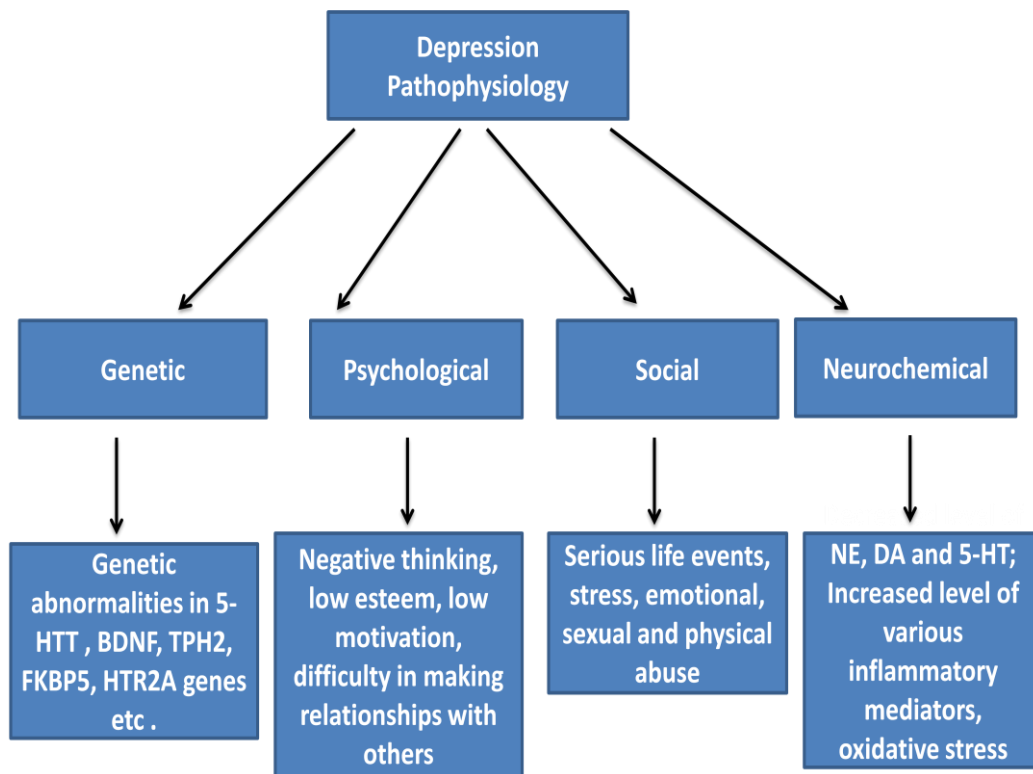 Depression
Pathophysiology
Genetic
Psychological
Social
Neurochemical
Genetic
abnormalities in 5-
HTT , BDNF, TPH2,
FKBP5, HTR2A genes
etc .
Negative thinking,
low esteem, low
motivation,
difficulty in making
relationships with
others
Serious life events,
stress, emotional,
sexual and physical
abuse
NE, DA and 5-HT;
Increased level of
various
inflammatory
mediators,
oxidative stress